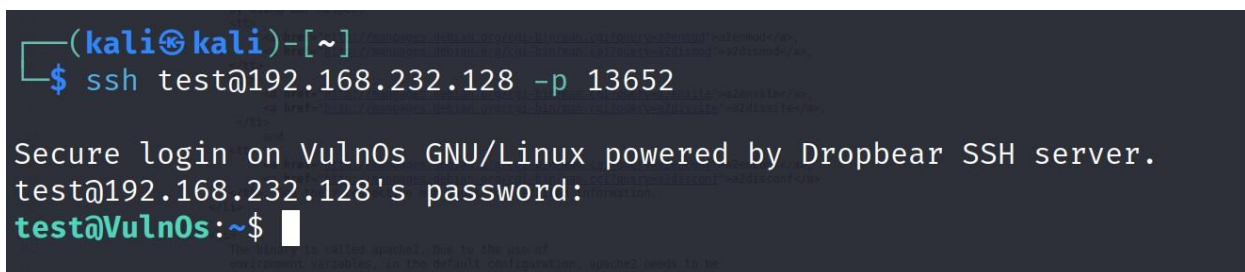 ┌──(kali㉿kali)-[~]
└─$ ssh test@192.168.232.128 -p 13652
Secure login on VulnOs GNU/Linux powered by Dropbear SSH server.
test@192.168.232.128's password:
test@VulnOs:~$